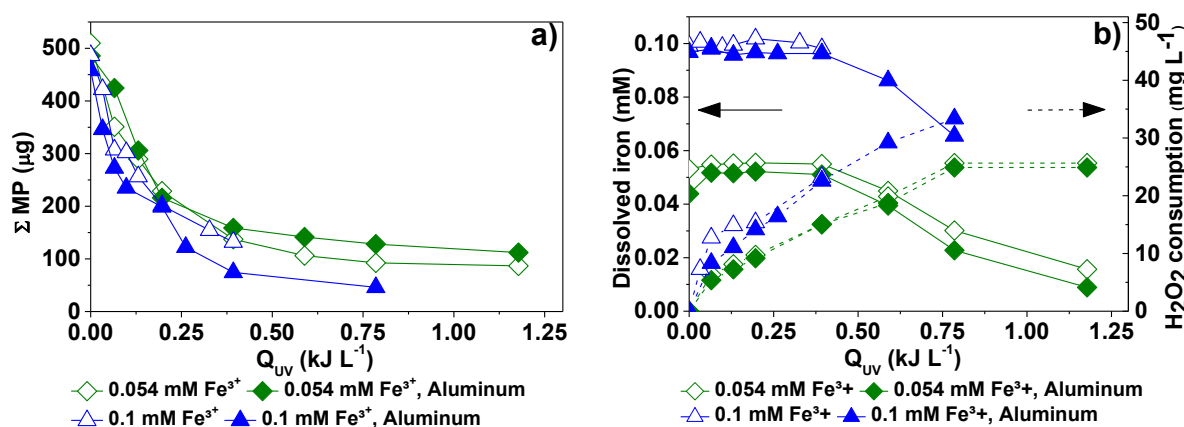 a)
500
400
300
200
100
0
Σ MP (µg)
0.00 0.25 0.50 0.75 1.00 1.25
Q_UV (kJ L⁻¹)
0.054 mM Fe³⁺ 0.054 mM Fe³⁺, Aluminum
0.1 mM Fe³⁺ 0.1 mM Fe³⁺, Aluminum
b)
0.10
0.08
0.06
0.04
0.02
0.00
Dissolved iron (mM)
50
40
30
20
10
0
H₂O₂ consumption (mg L⁻¹)
0.00 0.25 0.50 0.75 1.00 1.25
Q_UV (kJ L⁻¹)
0.054 mM Fe³+ 0.054 mM Fe³+, Aluminum
0.1 mM Fe³+ 0.1 mM Fe³+, Aluminum